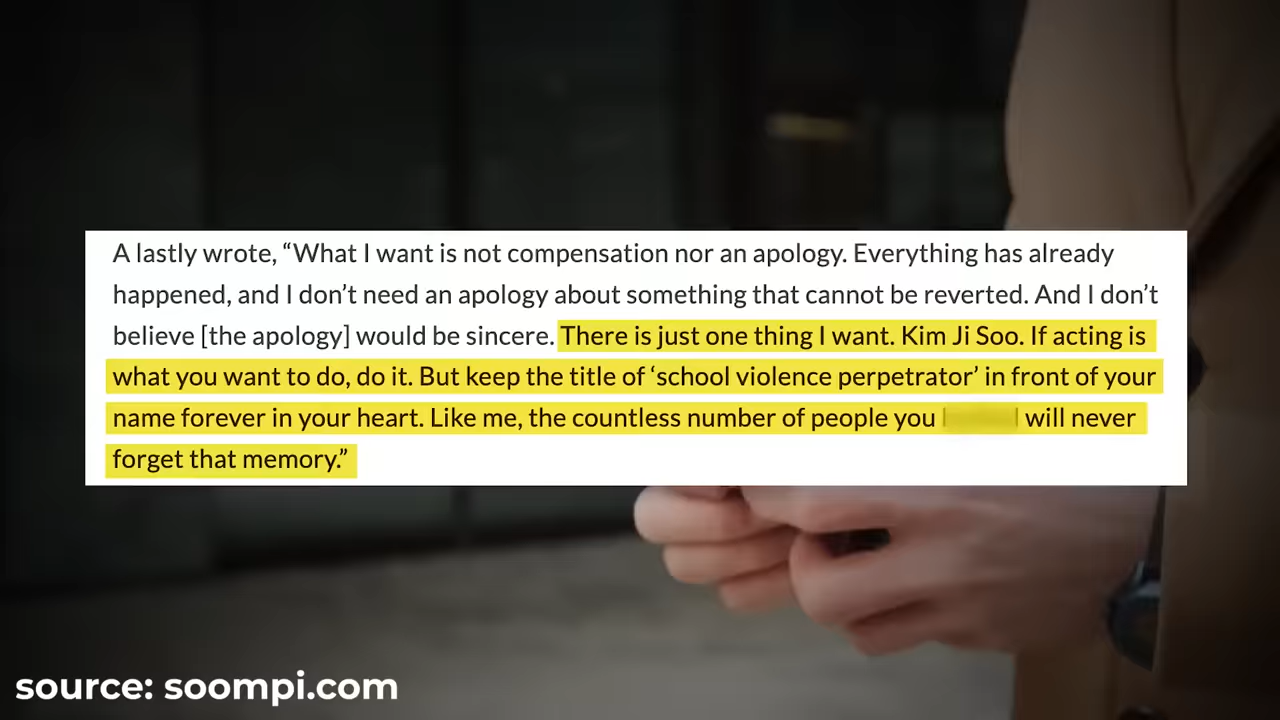 A lastly wrote, “What I want is not compensation nor an apology. Everything has already
happened, and I don’t need an apology about something that cannot be reverted. And I don’t
believe [the apology] would be sincere. There is just one thing I want. Kim Ji Soo. If acting is
what you want to do, do it. But keep the title of ‘school violence perpetrator’ in front of your
name forever in your heart. Like me, the countless number of people you will never
forget that memory.”
source: soompi.com